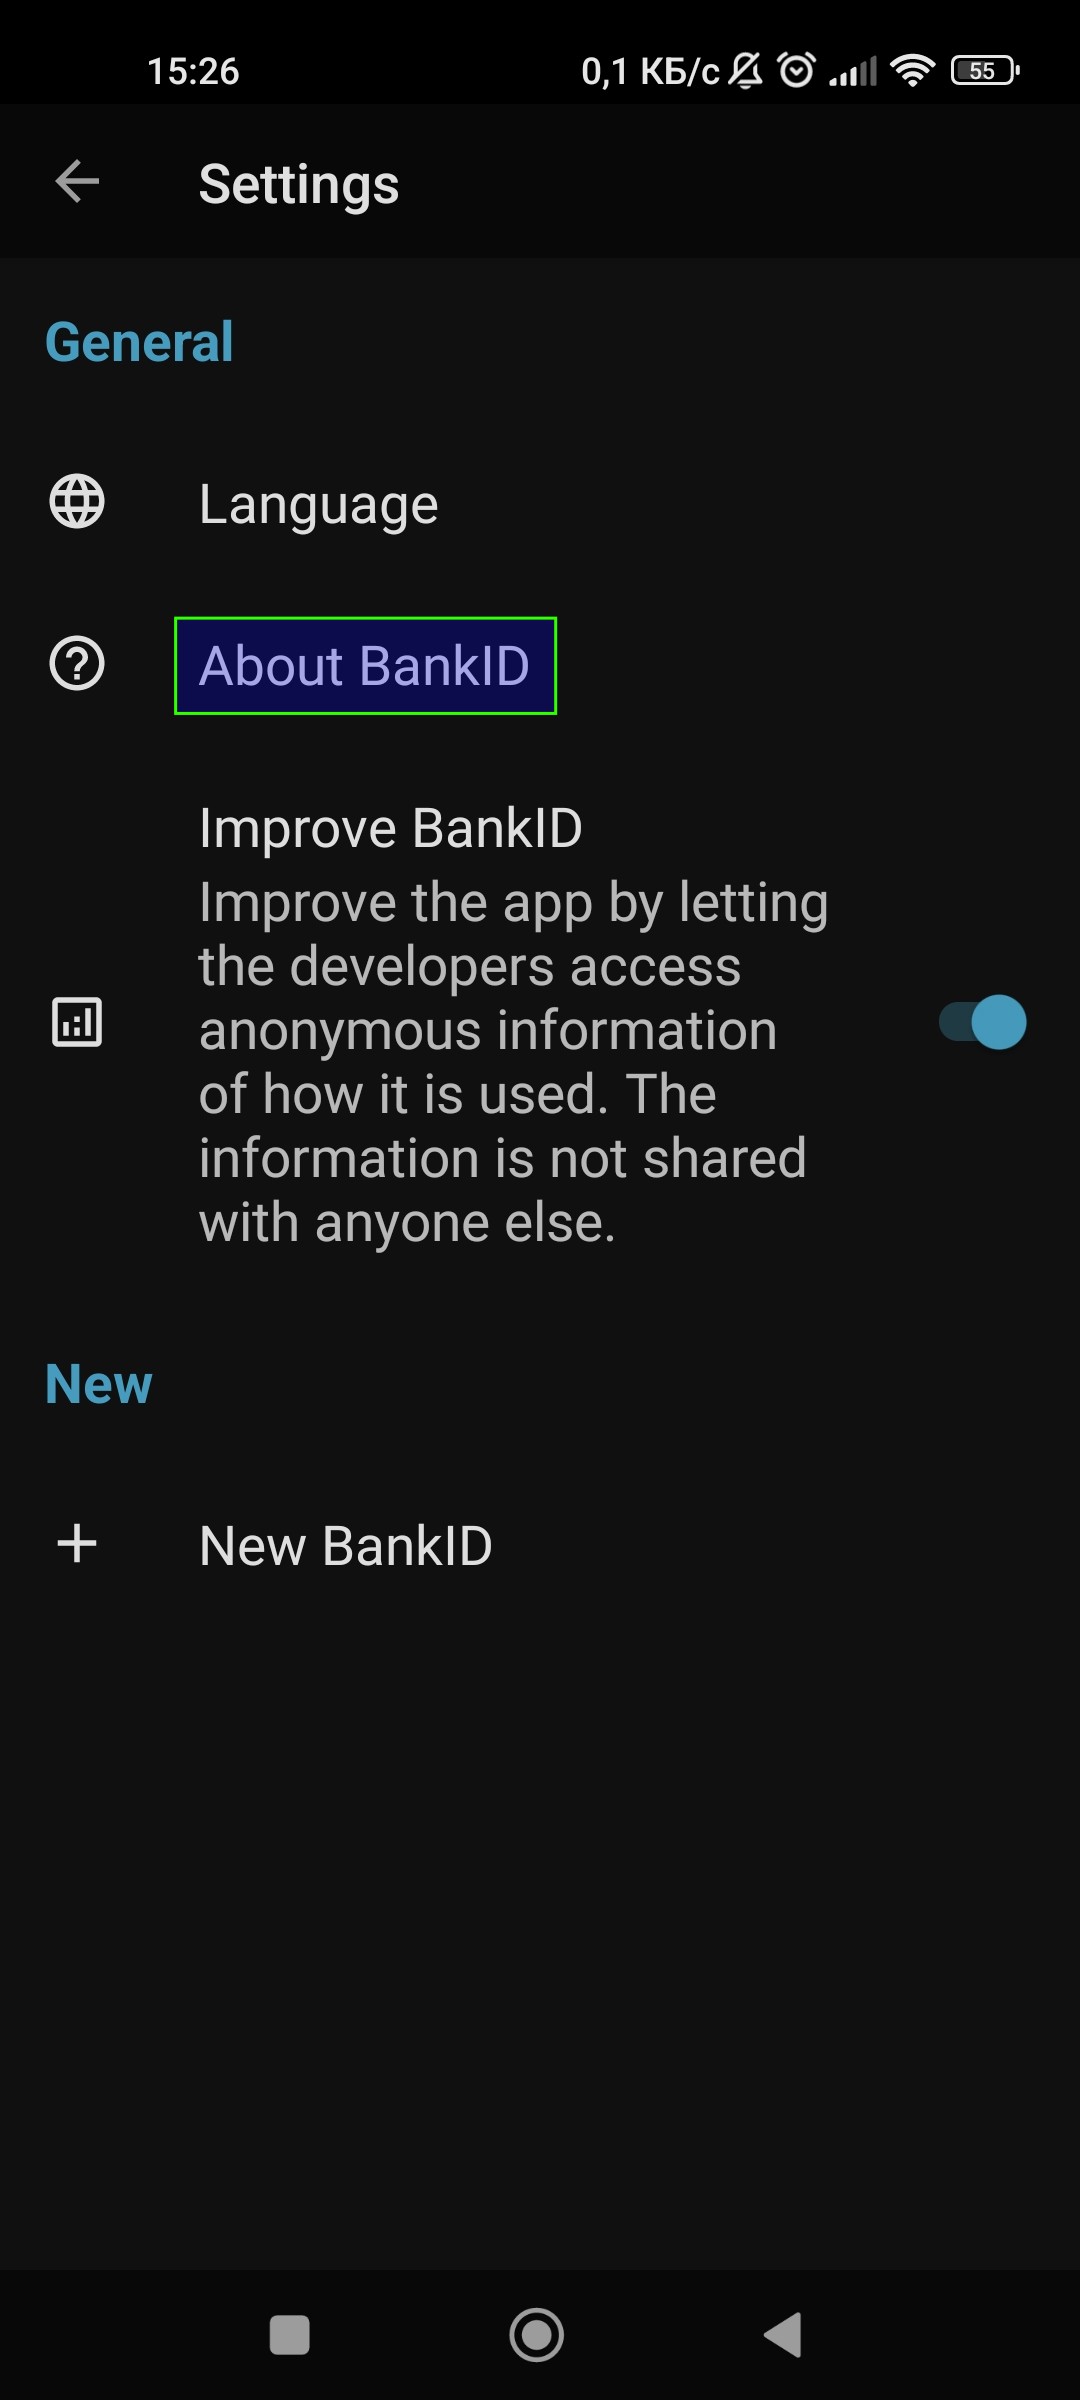 15:26
0,1 КБ/с
55
Settings
General
Language
About BankID
Improve BankID
Improve the app by letting
the developers access
anonymous information
of how it is used. The
information is not shared
with anyone else.
New
New BankID